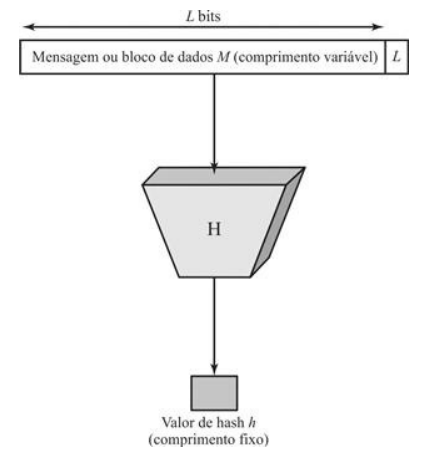 L bits
Mensagem ou bloco de dados M (comprimento variável) L
H
Valor de hash h
(comprimento fixo)